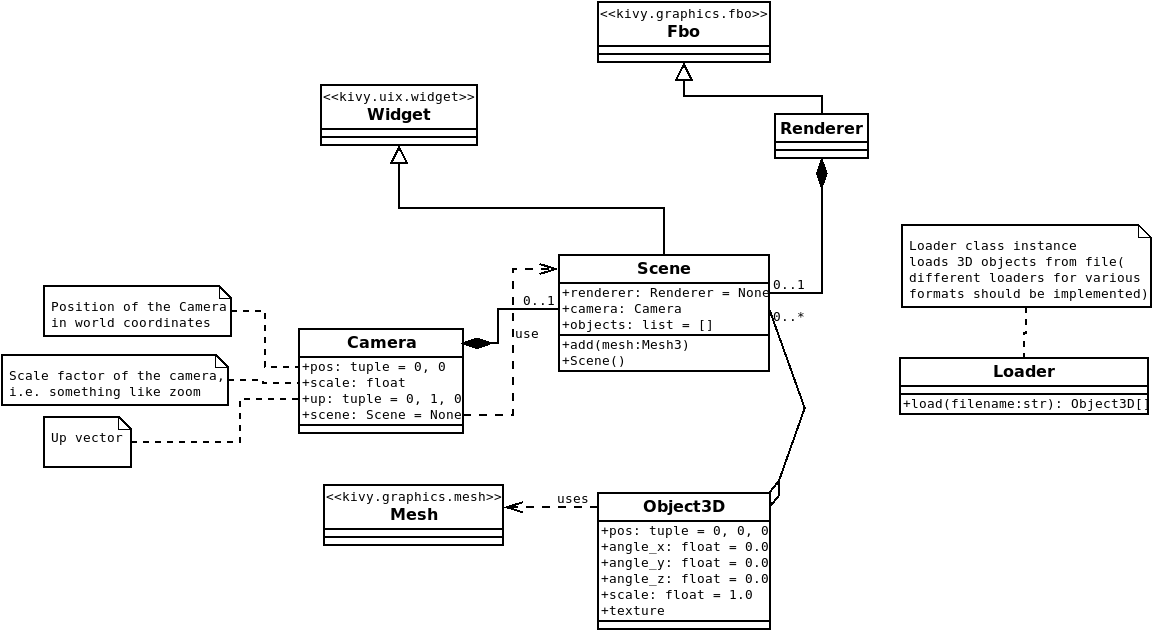 <<kivy.graphics.fbo>>
Fbo
<<kivy.uix.widget>>
Widget
Renderer
Loader class instance
loads 3D objects from file(
different loaders for various
formats should be implemented)
Scene
+renderer: Renderer = None
+camera: Camera
+objects: list = []
+add(mesh:Mesh3)
+Scene()
0..1
0..*
0..1
use
Position of the Camera
in world coordinates
Scale factor of the camera,
i.e. something like zoom
Up vector
Camera
+pos: tuple = 0, 0
+scale: float
+up: tuple = 0, 1, 0
+scene: Scene = None
Loader
+load(filename:str): Object3D[]
<<kivy.graphics.mesh>>
Mesh
uses
Object3D
+pos: tuple = 0, 0, 0
+angle_x: float = 0.0
+angle_y: float = 0.0
+angle_z: float = 0.0
+scale: float = 1.0
+texture